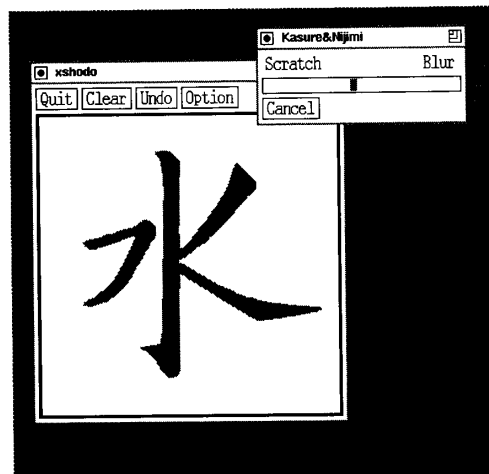 Kasure&Nijimi
Scratch Blur
Cancel
xshodo
Quit Clear Undo Option
水